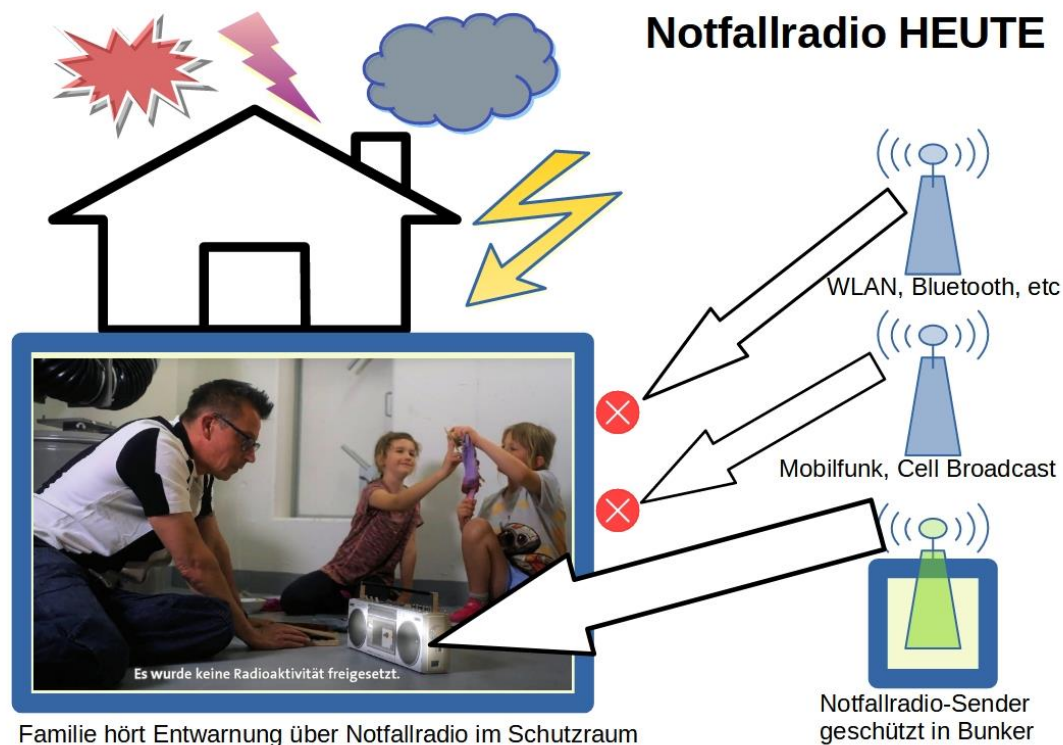 Notfallradio HEUTE
WLAN, Bluetooth, etc
Mobilfunk, Cell Broadcast
Es wurde keine Radioaktivität freigesetzt.
Notfallradio-Sender
geschützt in Bunker
Familie hört Entwarnung über Notfallradio im Schutzraum